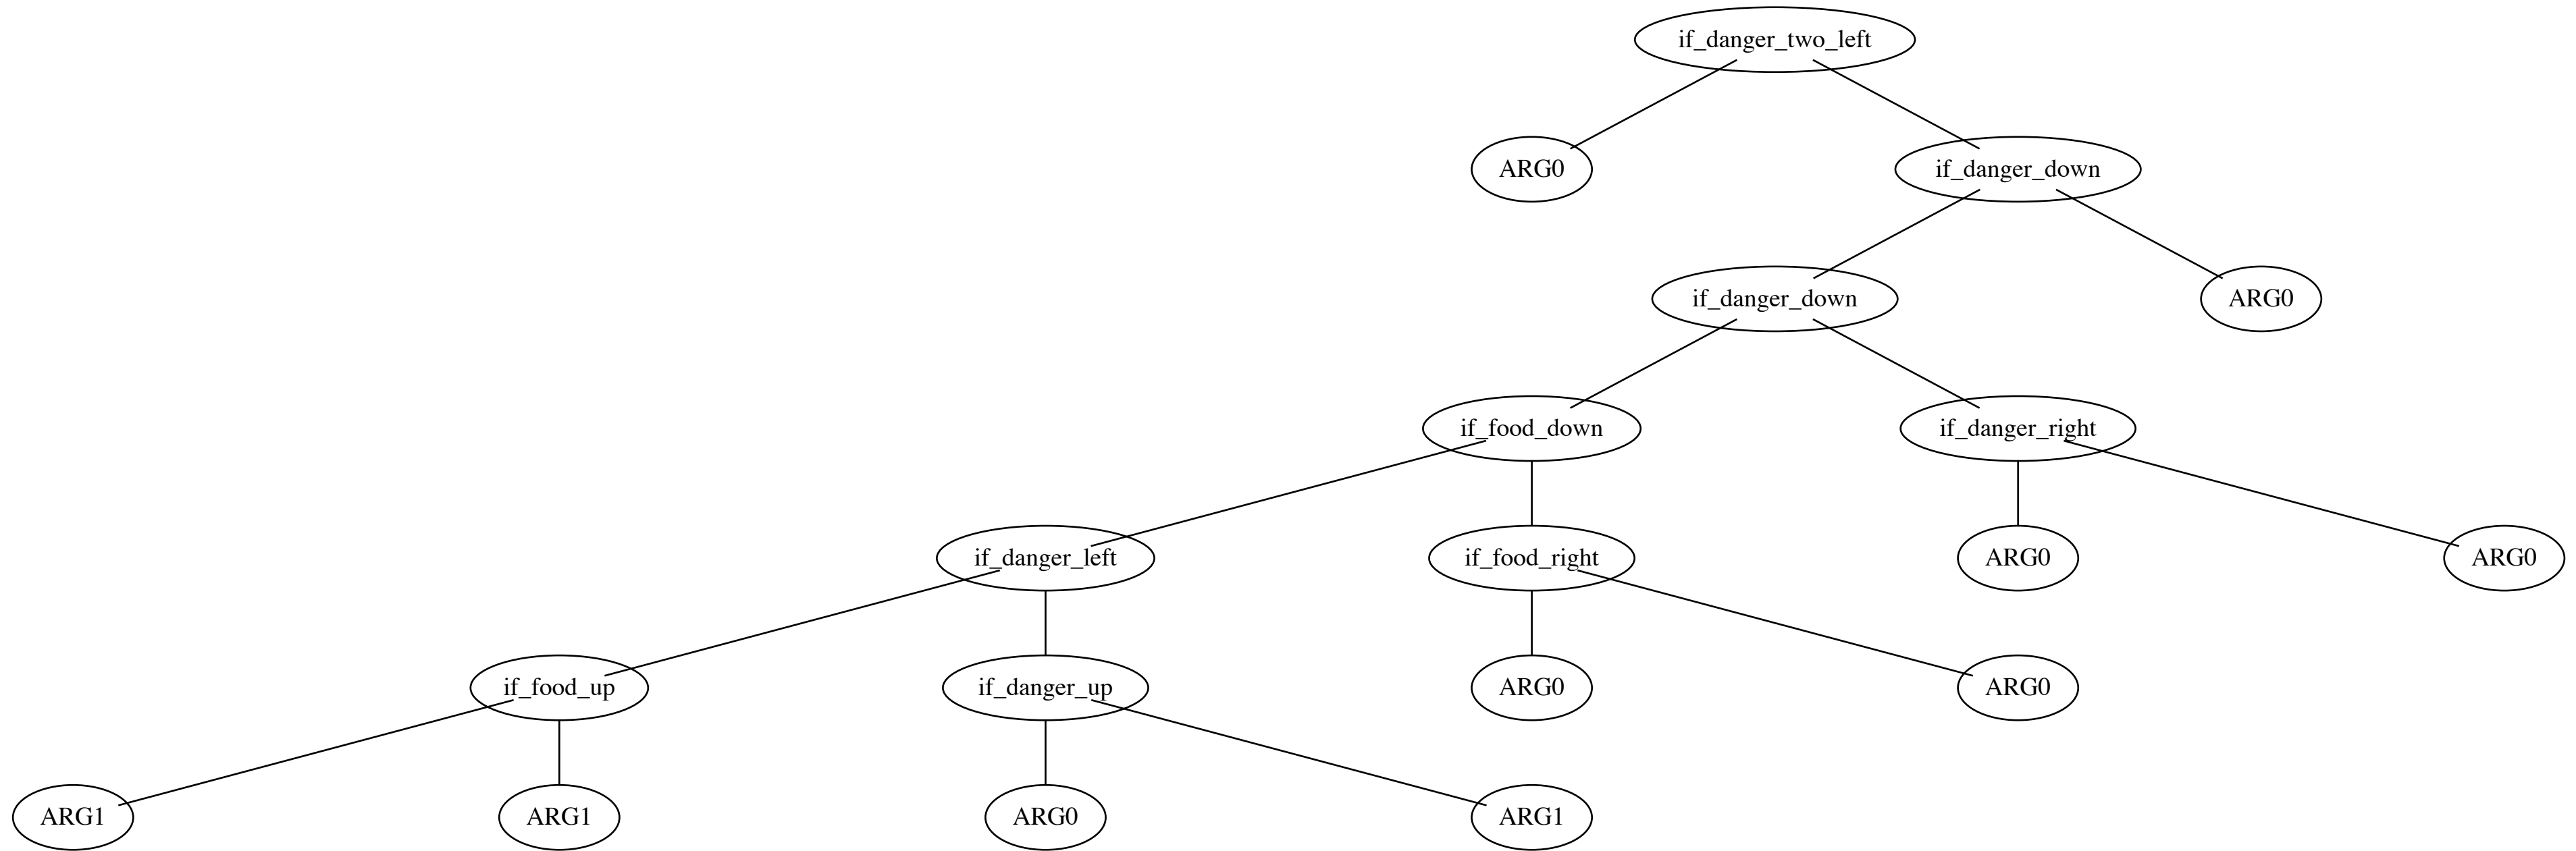 if_danger_two_left
ARG0 if_danger_down
if_danger_down ARG0
if_food_down if_danger_right
if_danger_left if_food_right ARG0 ARG0
if_food_up if_danger_up ARG0 ARG0
ARG1 ARG1 ARG0 ARG1